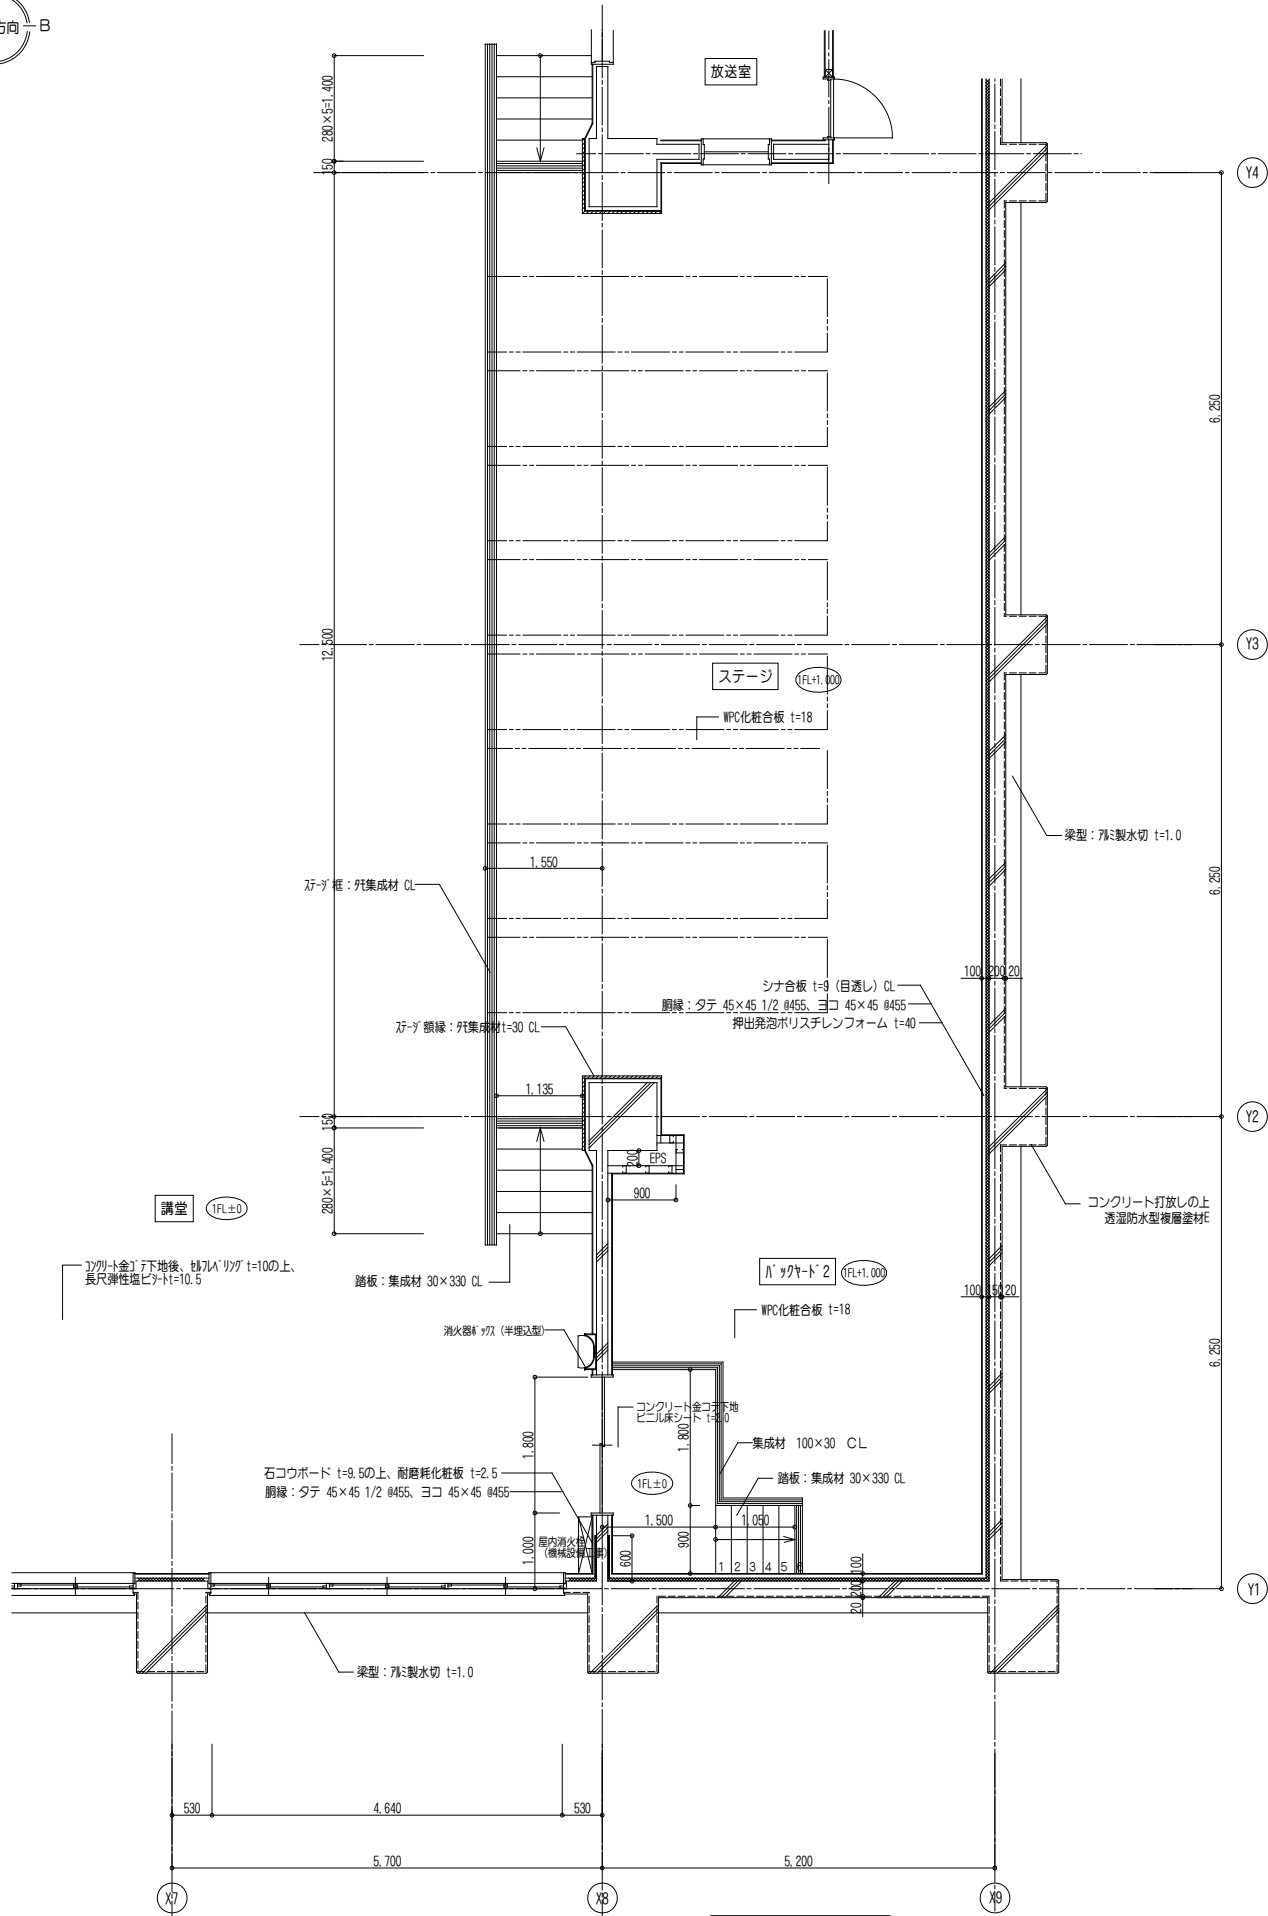 方向
B
放送室
280×5=1,400
150
Y4
6,250
12,500
Y3
ステージ
1FL+1,000
WPC化粧合板 t=18
梁型：アルミ製水切 t=1.0
1,550
ステージ框：タモ集成材 CL
6,250
100 200 20
シナ合板 t=9（目透し）CL
胴縁：タテ 45×45 1/2 @455、ヨコ 45×45 @455
押出発泡ポリスチレンフォーム t=40
ステージ額縁：タモ集成材t=30 CL
1,135
150
Y2
200
EPS
900
280×5=1,400
講堂
1FL±0
コンクリート打放しの上
透湿防水型複層塗材E
コンクリート金ゴテ下地後、セルフレベリング t=10の上、
長尺弾性塩ビシートt=10.5
踏板：集成材 30×330 CL
バックヤード2
1FL+1,000
100 150 20
WPC化粧合板 t=18
消火器ボックス（半埋込型）
6,250
コンクリート金コテ下地
ビニル床シート t=2.0
1,800
1,800
集成材 100×30 CL
石コウボード t=9.5の上、耐磨耗化粧板 t=2.5
胴縁：タテ 45×45 1/2 @455、ヨコ 45×45 @455
1FL±0
踏板：集成材 30×330 CL
1,500
1,050
屋内消火栓
（機械設備工事）
1,000
600
900
1 2 3 4 5 6
100
200
20
Y1
梁型：アルミ製水切 t=1.0
530
4,640
530
5,700
5,200
X7
X8
X9